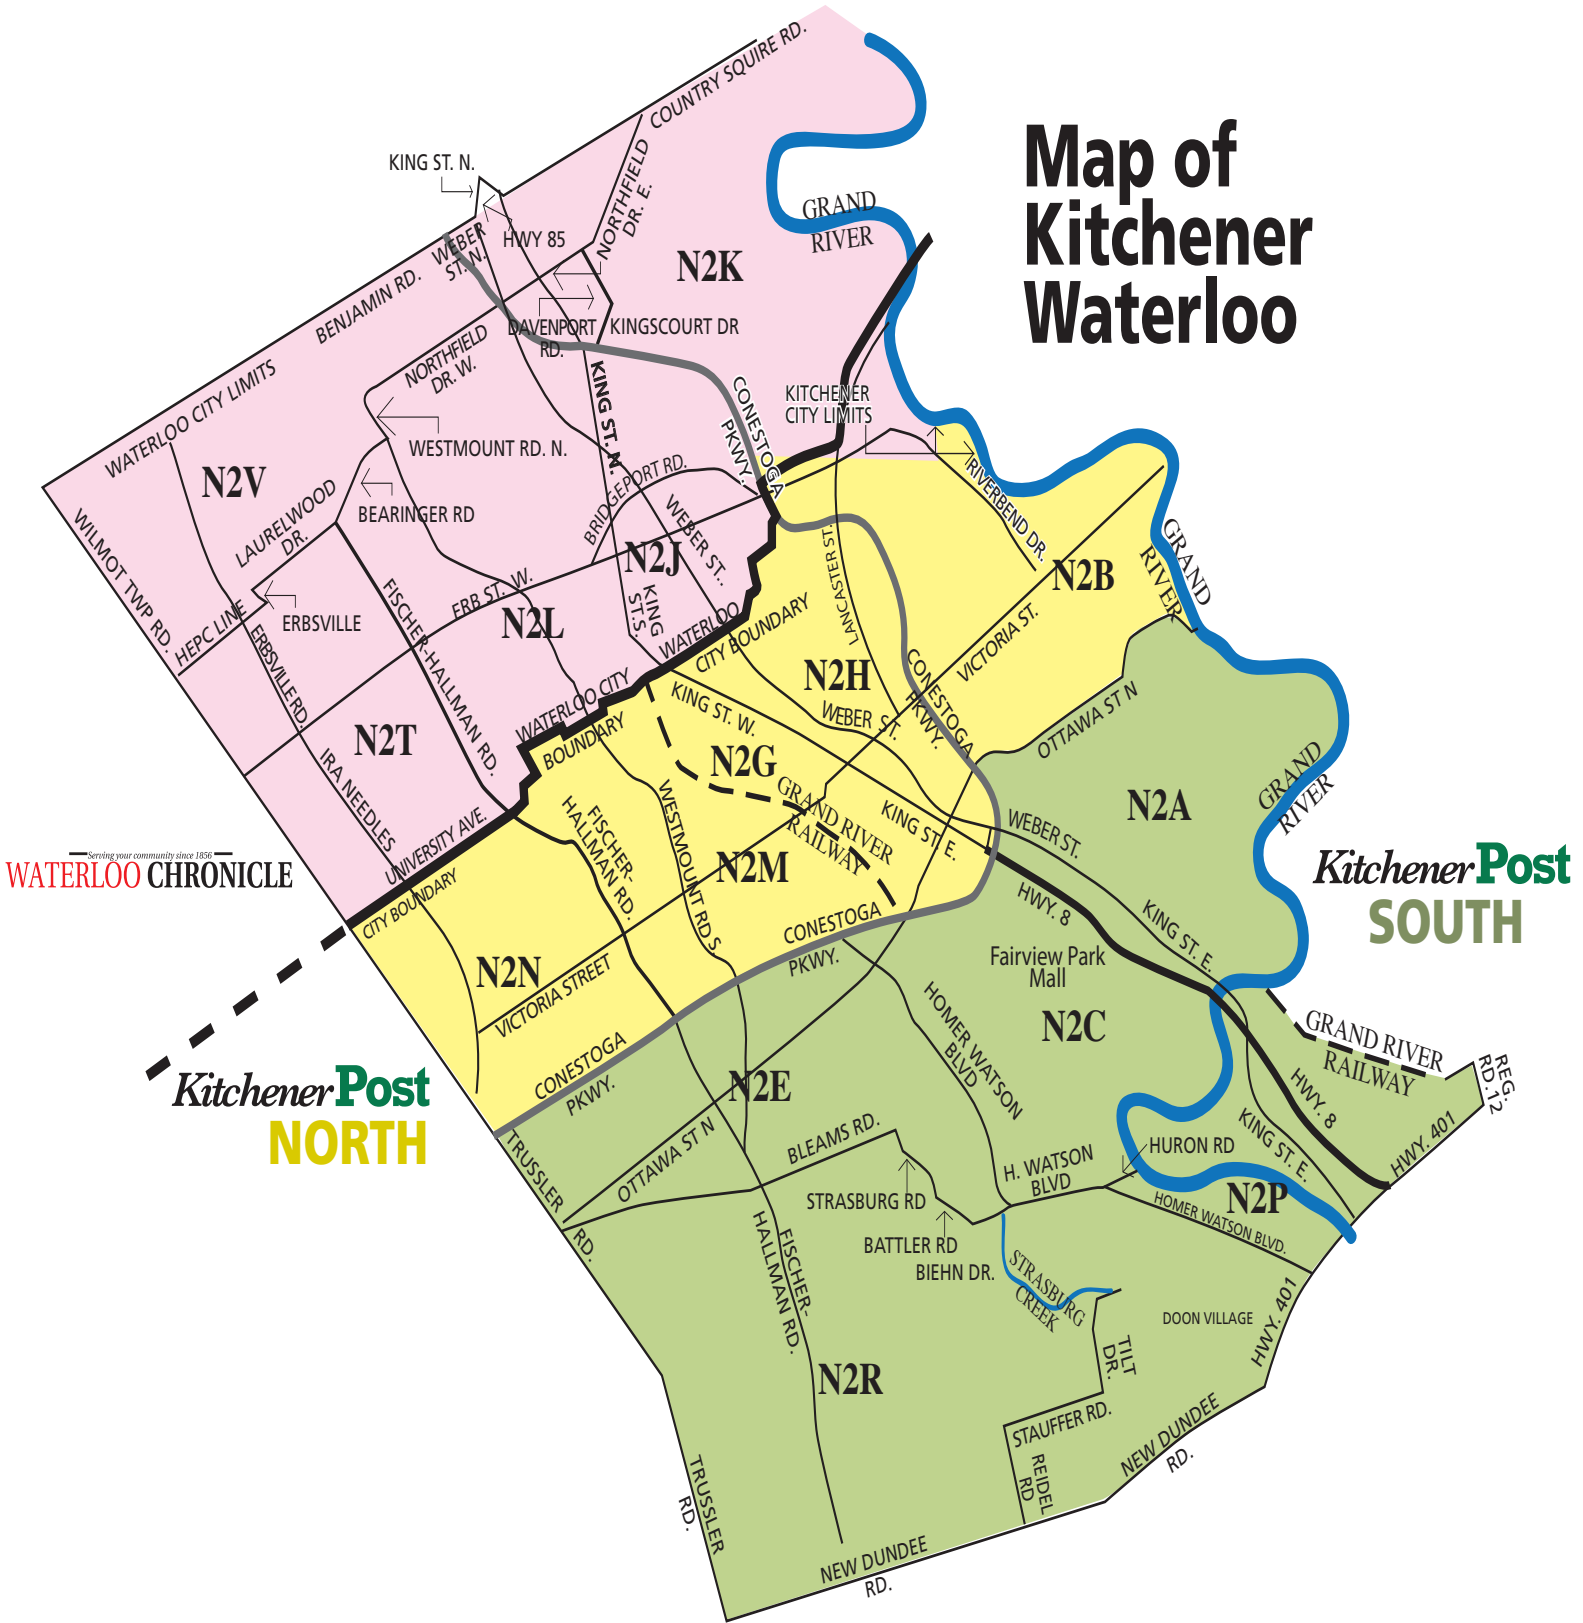 Map of
Kitchener
Waterloo
COUNTRY SQUIRE RD.
KING ST. N.
HWY 85
WEBER
ST. N.
NORTHFIELD
DR. E.
GRAND
RIVER
N2K
BENJAMIN RD.
DAVENPORT
RD.
KINGSCOURT DR
NORTHFIELD
DR. W.
WATERLOO CITY LIMITS
KING ST. N.
CONESTOGA
PKWY.
KITCHENER
CITY LIMITS
WESTMOUNT RD. N.
N2V
BRIDGEPORT RD.
RIVERBEND DR.
LAURELWOOD
DR.
BEARINGER RD
WEBER ST.
WILMOT TWP RD.
N2J
LANCASTER ST.
N2B
GRAND
RIVER
ERB ST. W.
FISCHER-HALLMAN RD.
KING
ST.S.
HEPC LINE
ERBSVILLE
N2L
WATERLOO
CITY BOUNDARY
VICTORIA ST.
ERBSVILLE RD.
N2H
CONESTOGA
PKWY.
WATERLOO CITY
BOUNDARY
KING ST. W.
WEBER ST.
OTTAWA ST N
N2T
N2G
IRA NEEDLES
GRAND RIVER
RAILWAY
GRAND
RIVER
N2A
WESTMOUNT RD S
FISCHER-
HALLMAN RD.
KING ST. E.
WEBER ST.
UNIVERSITY AVE.
CITY BOUNDARY
Serving your community since 1856
WATERLOO CHRONICLE
N2M
Kitchener Post
SOUTH
HWY. 8
KING ST. E.
CONESTOGA
PKWY.
Fairview Park
Mall
N2N
VICTORIA STREET
HOMER WATSON
BLVD
N2C
GRAND RIVER
RAILWAY
REG.
RD.12
Kitchener Post
NORTH
CONESTOGA
PKWY.
N2E
HWY. 8
KING ST. E.
HWY. 401
TRUSSLER
RD.
OTTAWA ST N
BLEAMS RD.
HURON RD
H. WATSON
BLVD
STRASBURG RD
N2P
HOMER WATSON BLVD.
BATTLER RD
BIEHN DR.
FISCHER-
HALLMAN RD.
STRASBURG
CREEK
DOON VILLAGE
HWY. 401
TILT
DR.
N2R
STAUFFER RD.
NEW DUNDEE
RD.
REIDEL
RD
TRUSSLER
RD.
NEW DUNDEE
RD.